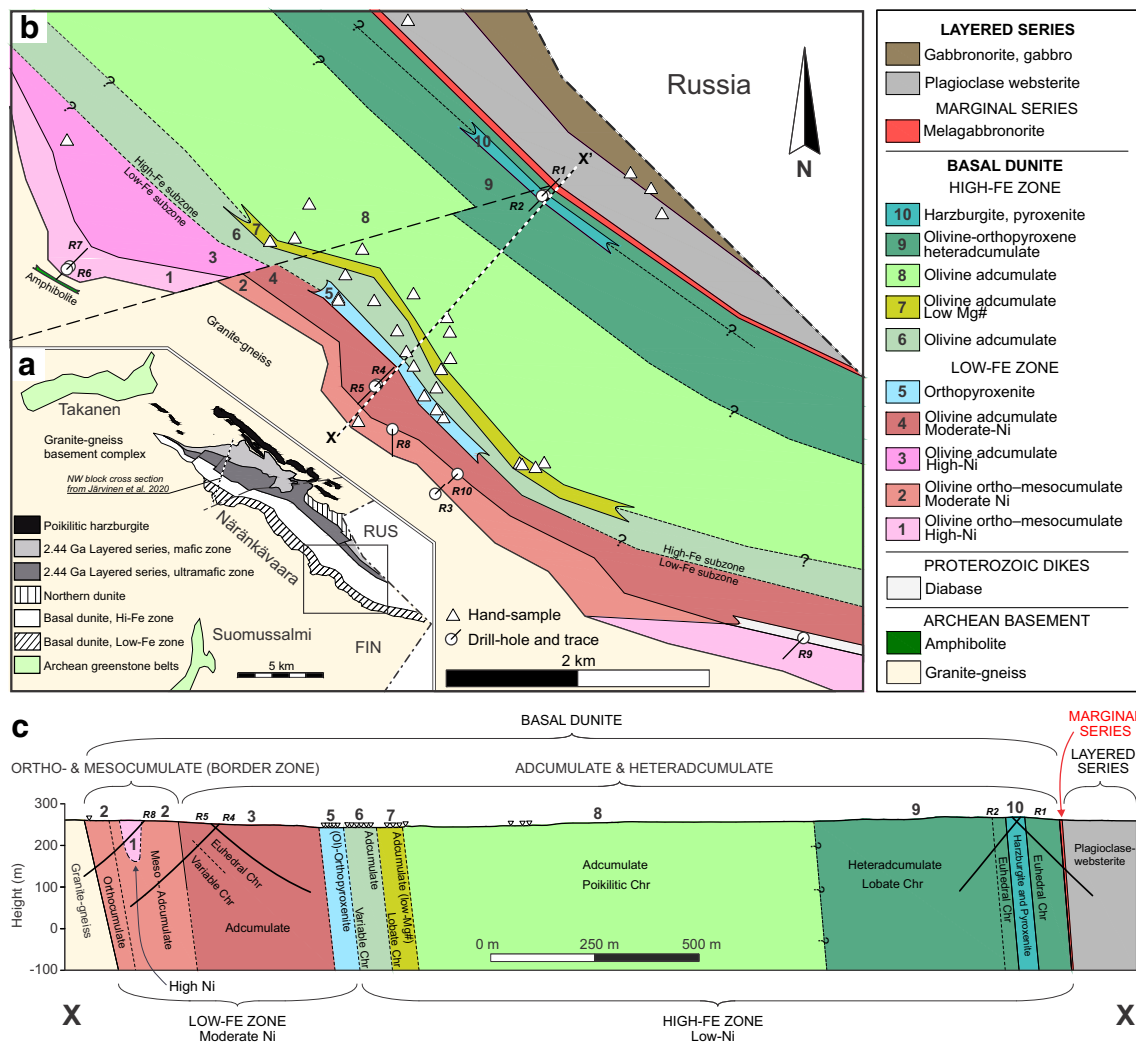 b
Russia
N
?
?
?
?
?
High-Fe subzone
Low-Fe subzone
10
9
R1
X'
R2
8
7
6
R7
R6
Amphibolite
1
3
2
4
5
Granite-gneiss
R4
R5
X
R8
R10
R3
?
?
?
?
High-Fe subzone
Low-Fe subzone
R9
Hand-sample
Drill-hole and trace
2 km
a
Takanen
Granite-gneiss
basement complex
NW block cross section
from Järvinen et al. 2020
Näränkävaara
RUS
Suomussalmi
FIN
5 km
Poikilitic harzburgite
2.44 Ga Layered series, mafic zone
2.44 Ga Layered series, ultramafic zone
Northern dunite
Basal dunite, Hi-Fe zone
Basal dunite, Low-Fe zone
Archean greenstone belts
LAYERED SERIES
Gabbronorite, gabbro
Plagioclase websterite
MARGINAL SERIES
Melagabbronorite
BASAL DUNITE
HIGH-FE ZONE
10 Harzburgite, pyroxenite
9 Olivine-orthopyroxene
heteradcumulate
8 Olivine adcumulate
7 Olivine adcumulate
Low Mg#
6 Olivine adcumulate
LOW-FE ZONE
5 Orthopyroxenite
4 Olivine adcumulate
Moderate-Ni
3 Olivine adcumulate
High-Ni
2 Olivine ortho–mesocumulate
Moderate Ni
1 Olivine ortho–mesocumulate
High-Ni
PROTEROZOIC DIKES
Diabase
ARCHEAN BASEMENT
Amphibolite
Granite-gneiss
c
BASAL DUNITE
MARGINAL
SERIES
ORTHO- & MESOCUMULATE (BORDER ZONE)
ADCUMULATE & HETERADCUMULATE
LAYERED
SERIES
300
200
100
0
-100
Height (m)
2 R8 2 R5 R4 3 5 6 7 8 9 R2 10 R1
1
Granite-gneiss
Orthocumulate
Meso - Adcumulate
Euhedral Chr
Variable Chr
Adcumulate
(Ol)-Orthopyroxenite
Adcumulate
Variable Chr
Adcumulate (low-Mg#)
Lobate Chr
Adcumulate
Poikilitic Chr
0 m 250 m 500 m
?
?
?
Heteradcumulate
Lobate Chr
Euhedral Chr
Harzburgite and Pyroxenite
Euhedral Chr
Plagioclase-
websterite
High Ni
X
LOW-FE ZONE
Moderate Ni
HIGH-FE ZONE
Low-Ni
X